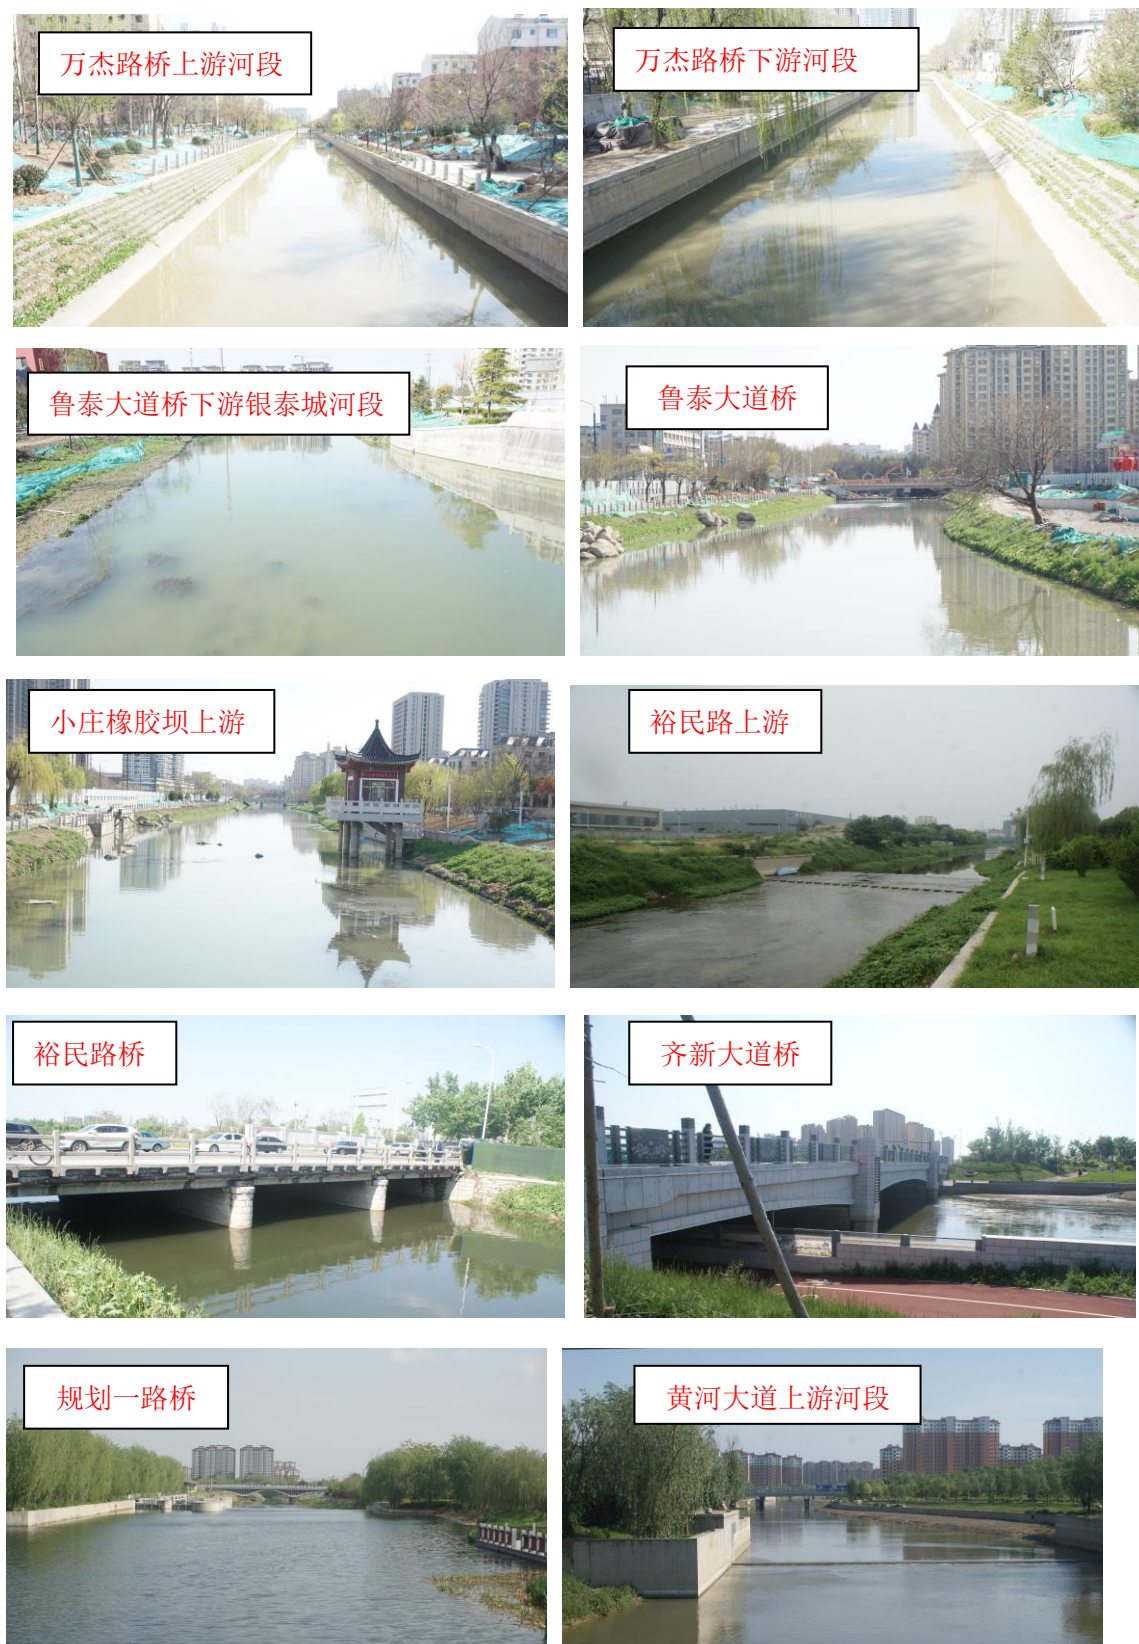 万杰路桥上游河段
万杰路桥下游河段
鲁泰大道桥下游银泰城河段
鲁泰大道桥
小庄橡胶坝上游
裕民路上游
裕民路桥
齐新大道桥
规划一路桥
黄河大道上游河段